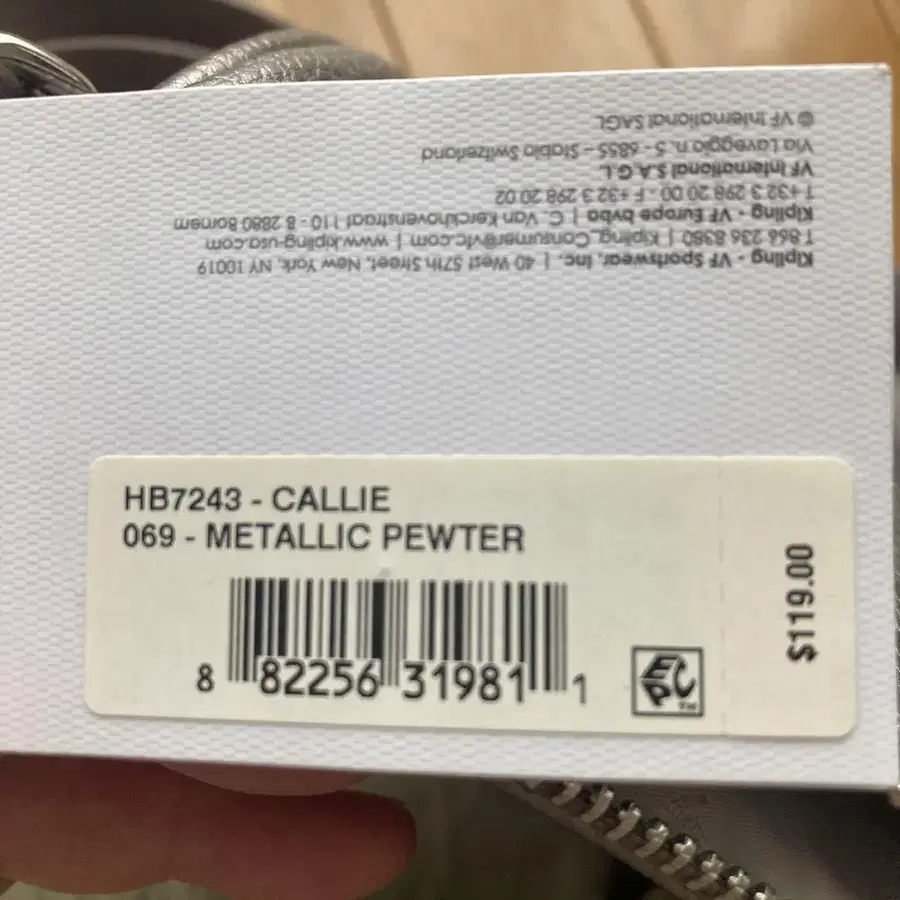 HB7243 - CALLIE
069 - METALLIC PEWTER
8 82256 31981 1
EPC TM
$119.00
Kipling - VF Sportswear, Inc. | 40 West 57th Street, New York, NY 10019
T 866 236 8380 | Kipling_Consumer@vfc.com | www.kipling-usa.com
Kipling - VF Europe bvba | C. Van Kerckhovenstraat 110 - B 2880 Bornem
T +32 3 298 20 00 - F +32 3 298 20 02
VF International S.A.G.L.
Via Laveggio n. 5 - 6855 - Stabio Switzerland
© VF International SAGL